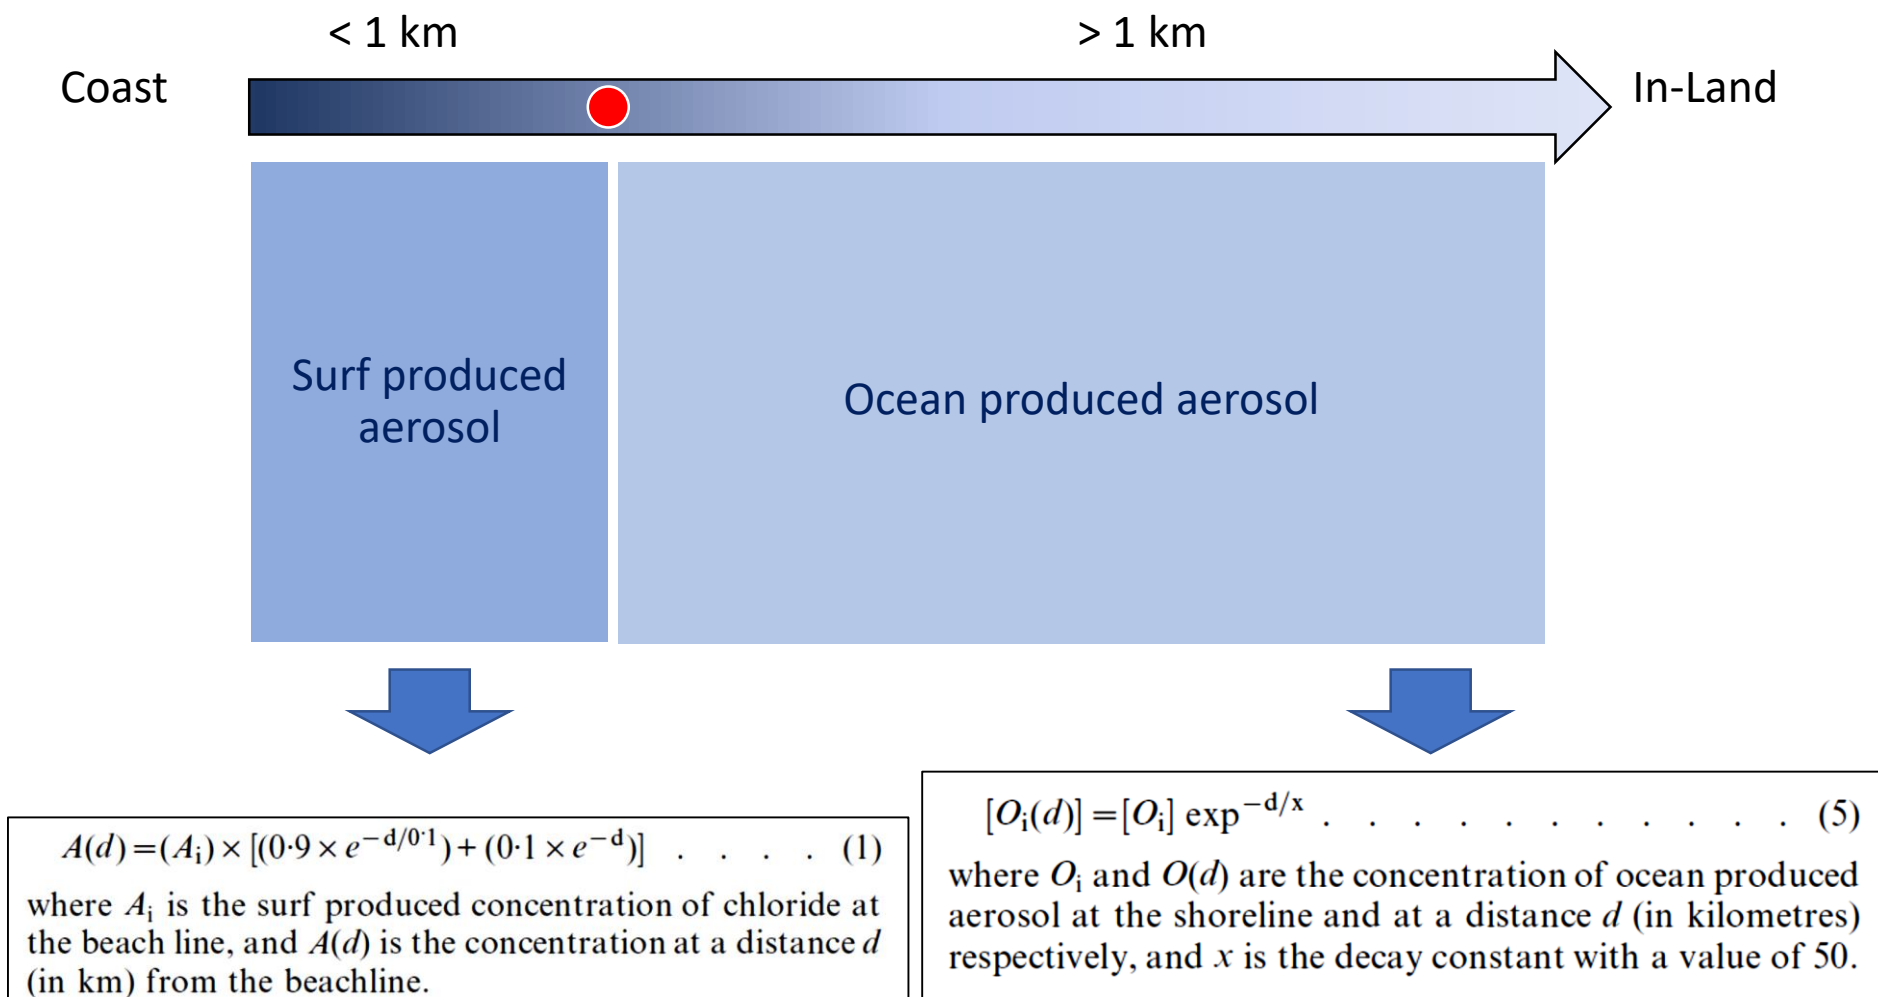 < 1 km
> 1 km
Coast
In-Land
Surf produced
aerosol
Ocean produced aerosol
A(d)=(Aᵢ)×[(0·9×e^{−d/0·1})+(0·1×e^{−d})] . . . . (1)
where Aᵢ is the surf produced concentration of chloride at
the beach line, and A(d) is the concentration at a distance d
(in km) from the beachline.
[Oᵢ(d)]=[Oᵢ] exp^{−d/x} . . . . . . . . . . . (5)
where Oᵢ and O(d) are the concentration of ocean produced
aerosol at the shoreline and at a distance d (in kilometres)
respectively, and x is the decay constant with a value of 50.